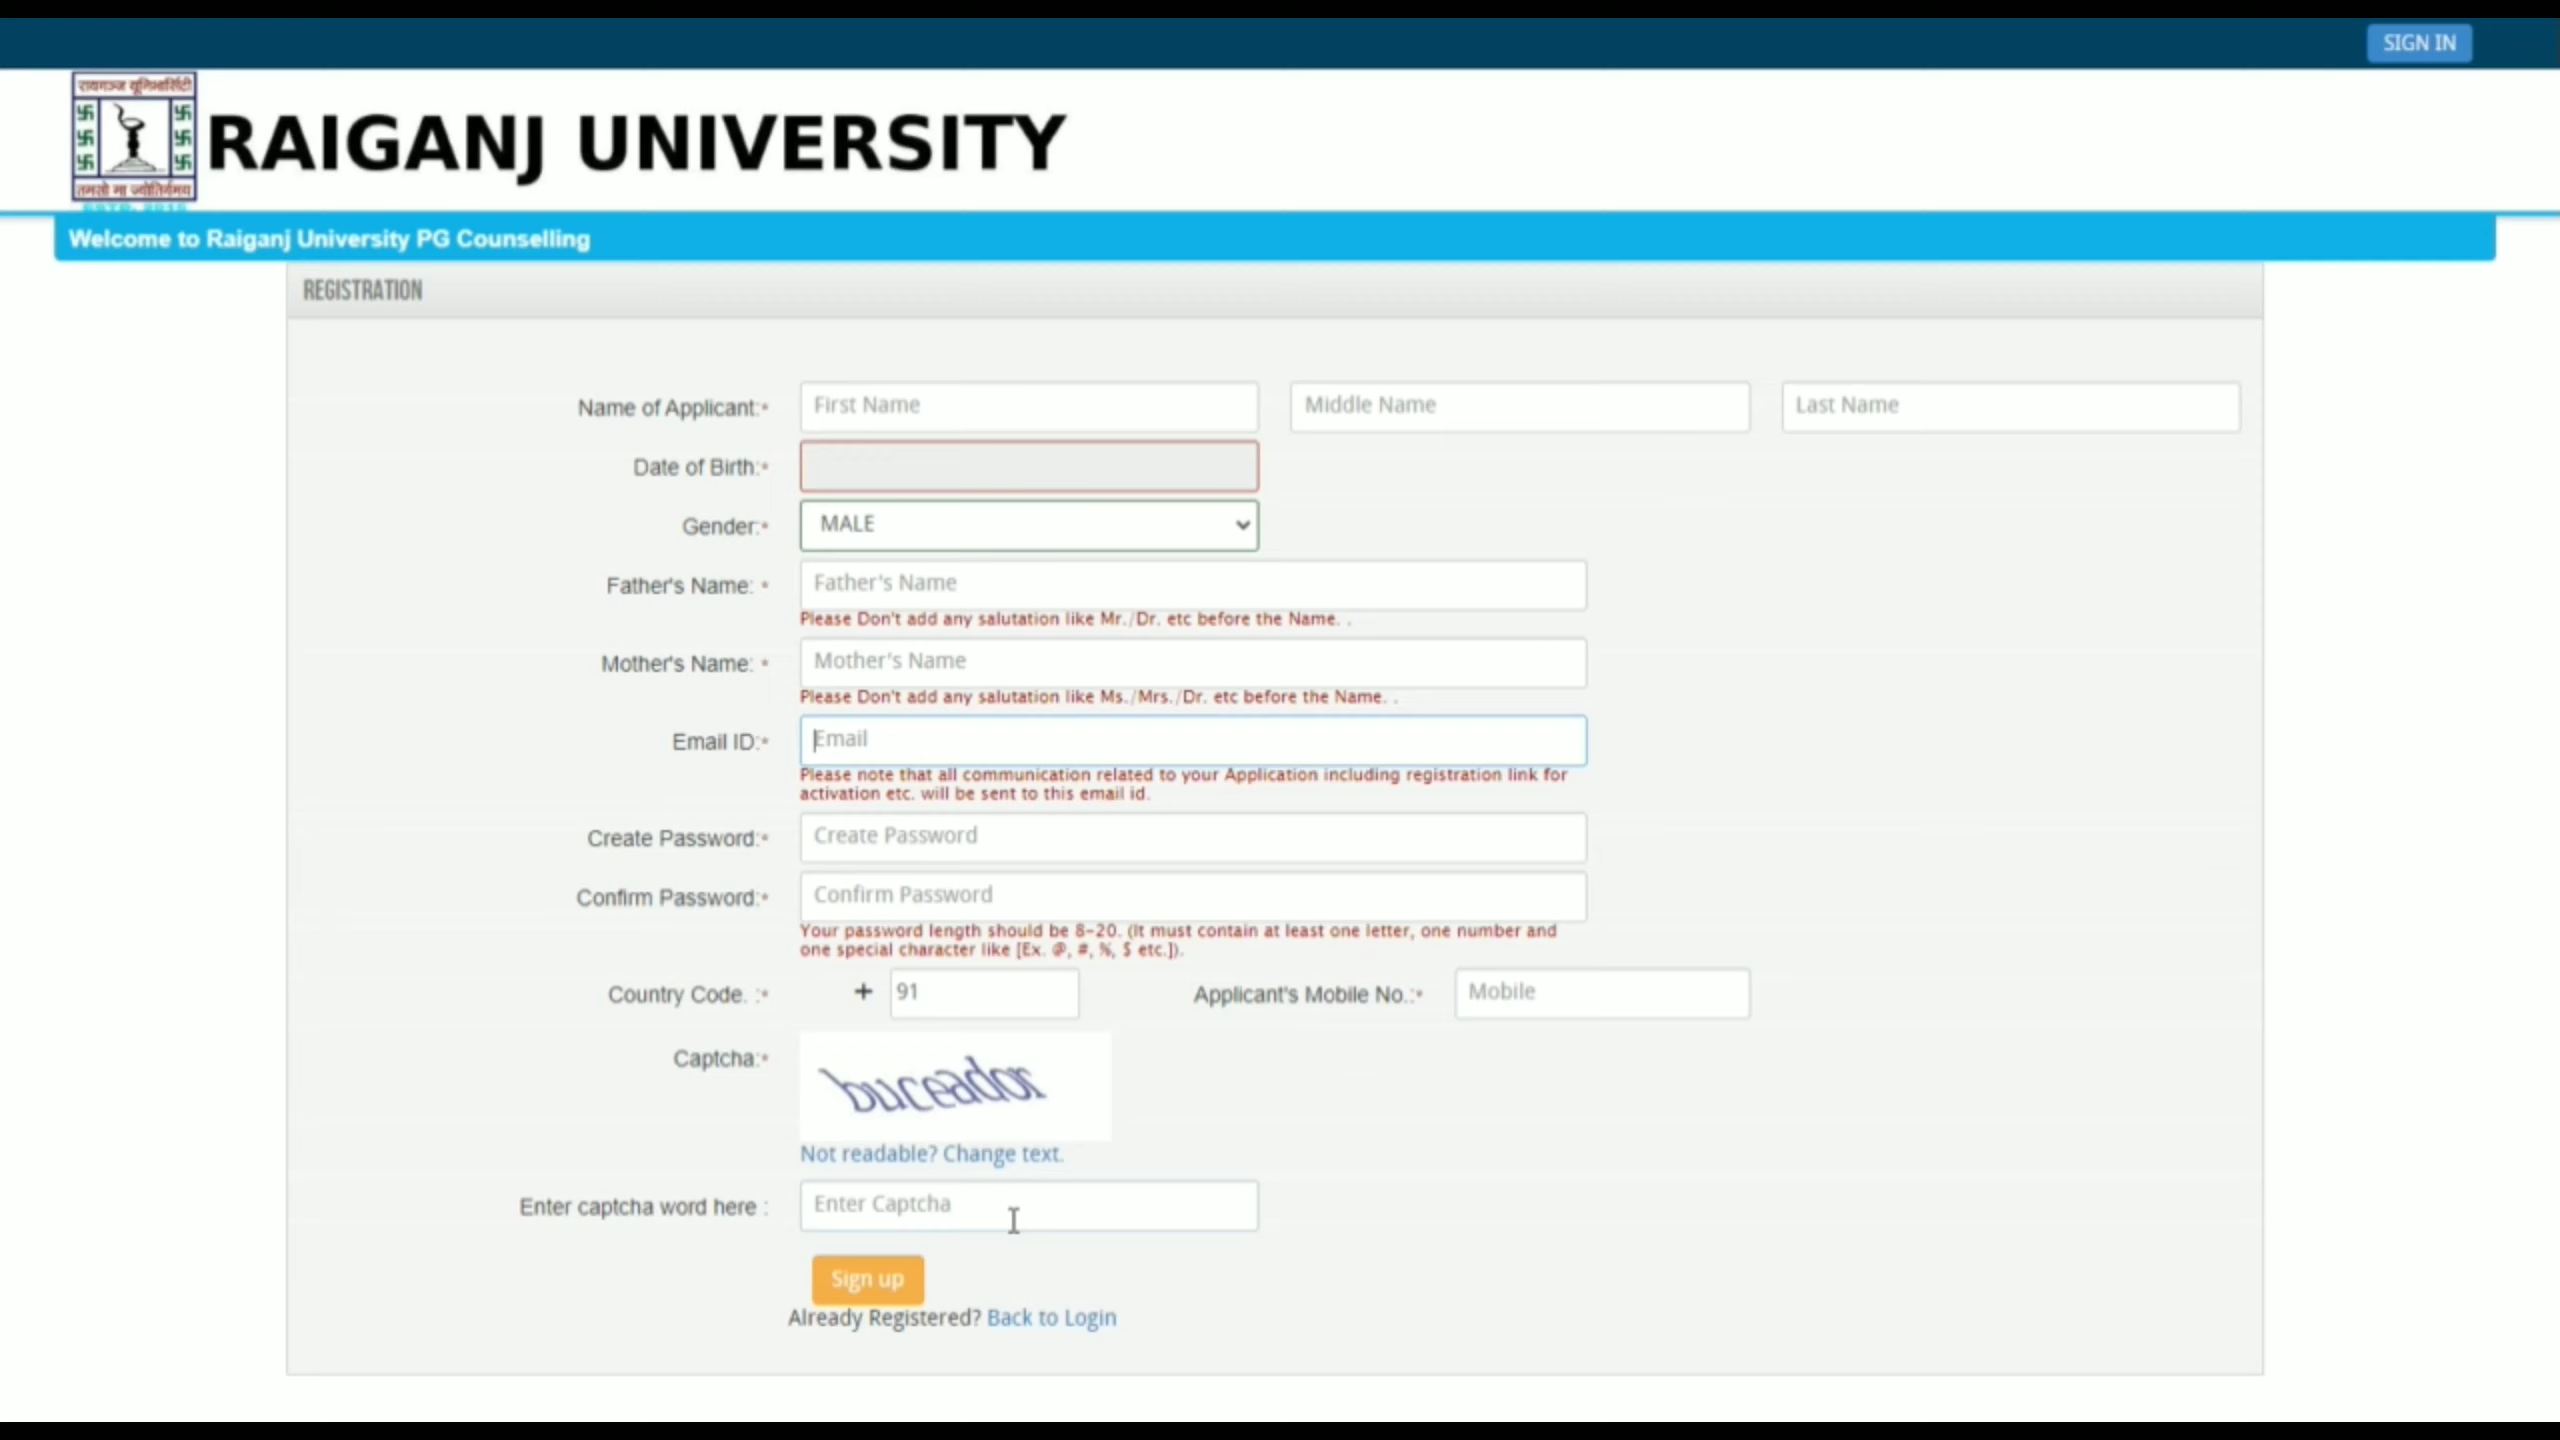 SIGN IN
रायगञ्ज यूनिभार्सिटी
तमसो मा ज्योतिर्गमय
RAIGANJ UNIVERSITY
Welcome to Raiganj University PG Counselling
REGISTRATION
Name of Applicant:* First Name Middle Name Last Name
Date of Birth:*
Gender:* MALE
Father's Name: * Father's Name
Please Don't add any salutation like Mr./Dr. etc before the Name. .
Mother's Name: * Mother's Name
Please Don't add any salutation like Ms./Mrs./Dr. etc before the Name. .
Email ID:* Email
Please note that all communication related to your Application including registration link for
activation etc. will be sent to this email id.
Create Password:* Create Password
Confirm Password:* Confirm Password
Your password length should be 8-20. (It must contain at least one letter, one number and
one special character like [Ex. @, #, %, $ etc.]).
Country Code. :* + 91 Applicant's Mobile No.:* Mobile
Captcha:* buceador
Not readable? Change text.
Enter captcha word here : Enter Captcha
Sign up
Already Registered? Back to Login